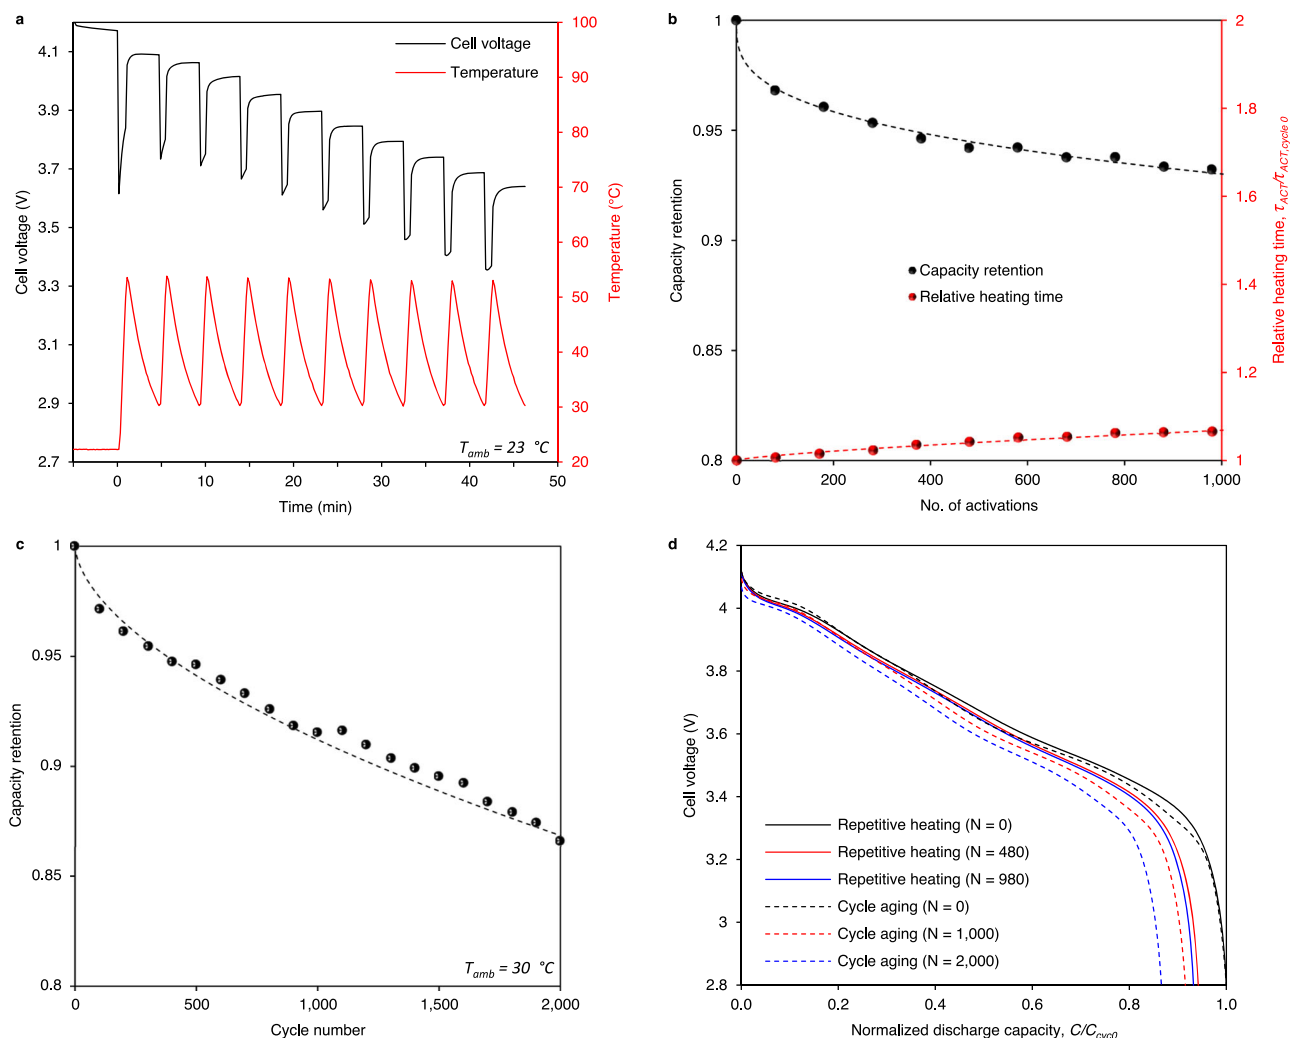 a
Cell voltage
Temperature
4.1
3.9
3.7
3.5
3.3
3.1
2.9
2.7
Cell voltage (V)
100
90
80
70
60
50
40
30
20
Temperature (°C)
T_amb = 23 °C
–10
0
10
20
30
40
50
Time (min)
b
1
0.95
0.9
0.85
0.8
Capacity retention
2
1.8
1.6
1.4
1.2
1
Relative heating time, τ_ACT/τ_ACT,cycle 0
Capacity retention
Relative heating time
0
200
400
600
800
1,000
No. of activations
c
1
0.95
0.9
0.85
0.8
Capacity retention
T_amb = 30 °C
0
500
1,000
1,500
2,000
Cycle number
d
4.2
4
3.8
3.6
3.4
3.2
3
2.8
Cell voltage (V)
Repetitive heating (N = 0)
Repetitive heating (N = 480)
Repetitive heating (N = 980)
Cycle aging (N = 0)
Cycle aging (N = 1,000)
Cycle aging (N = 2,000)
0.0
0.2
0.4
0.6
0.8
1.0
Normalized discharge capacity, C/C_cyc0